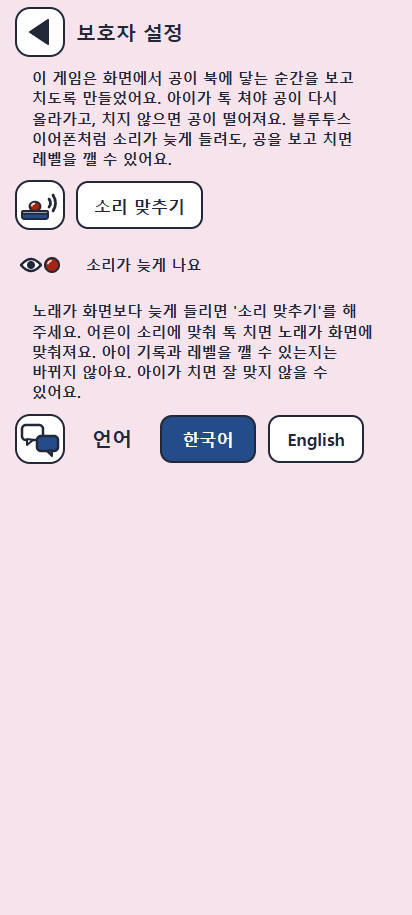 보호자 설정
이 게임은 화면에서 공이 북에 닿는 순간을 보고
치도록 만들었어요. 아이가 톡 쳐야 공이 다시
올라가고, 치지 않으면 공이 떨어져요. 블루투스
이어폰처럼 소리가 늦게 들려도, 공을 보고 치면
레벨을 깰 수 있어요.
소리 맞추기
소리가 늦게 나요
노래가 화면보다 늦게 들리면 '소리 맞추기'를 해
주세요. 어른이 소리에 맞춰 톡 치면 노래가 화면에
맞춰져요. 아이 기록과 레벨을 깰 수 있는지는
바뀌지 않아요. 아이가 치면 잘 맞지 않을 수
있어요.
언어 한국어 English